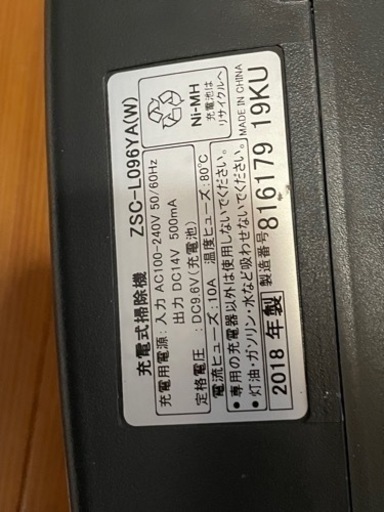 充電式掃除機 ZSC-L096YA(W)
充電用電源：入力 AC100-240V 50/60Hz
出力 DC14V 500mA
定格電圧：DC9.6V（充電池）
電流ヒューズ：10A 温度ヒューズ：80℃
●専用の充電器以外は使用しないでください。
●灯油・ガソリン・水など吸わせないでください。
2018 年製 製造番号 816179 19KU
MADE IN CHINA
Ni-MH
充電池は
リサイクルへ